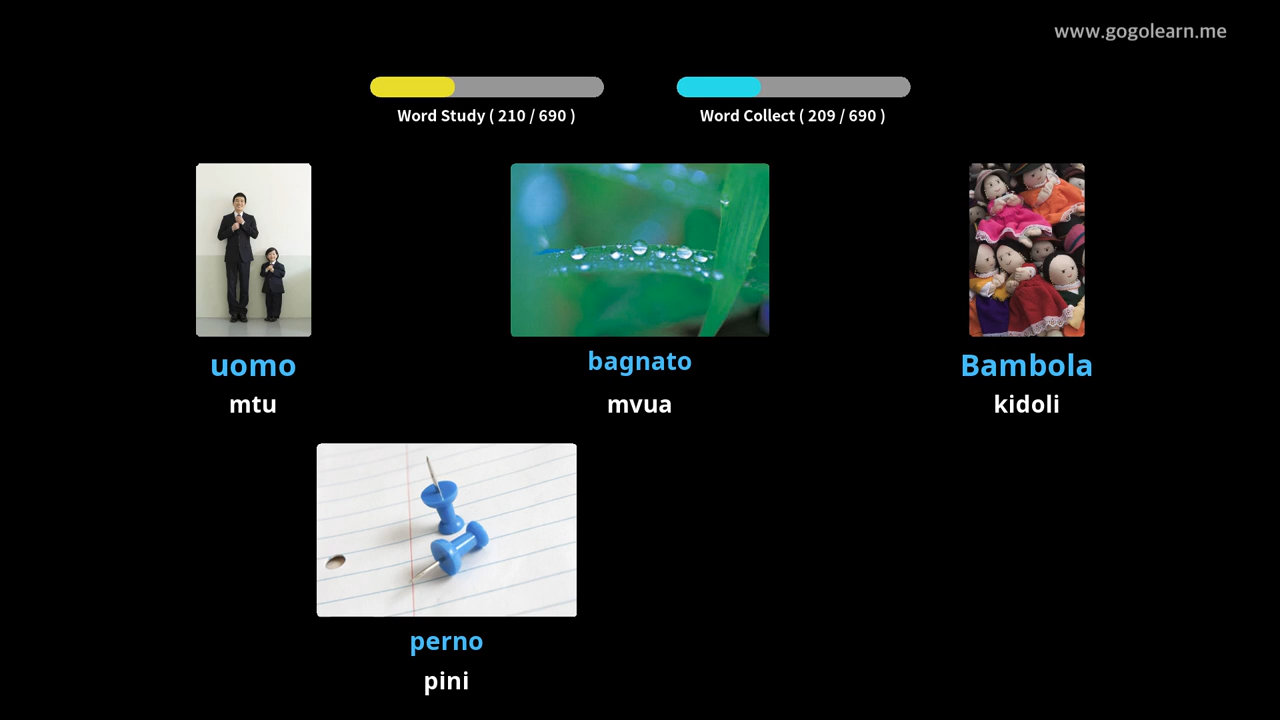 www.gogolearn.me
Word Study ( 210 / 690 )
Word Collect ( 209 / 690 )
uomo
mtu
bagnato
mvua
Bambola
kidoli
perno
pini